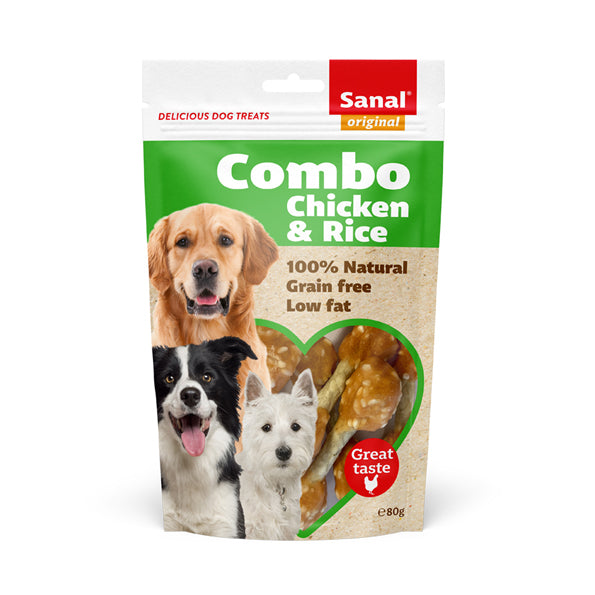 Sanal®
original
DELICIOUS DOG TREATS
Combo
Chicken
& Rice
100% Natural
Grain free
Low fat
Great
taste
℮80g